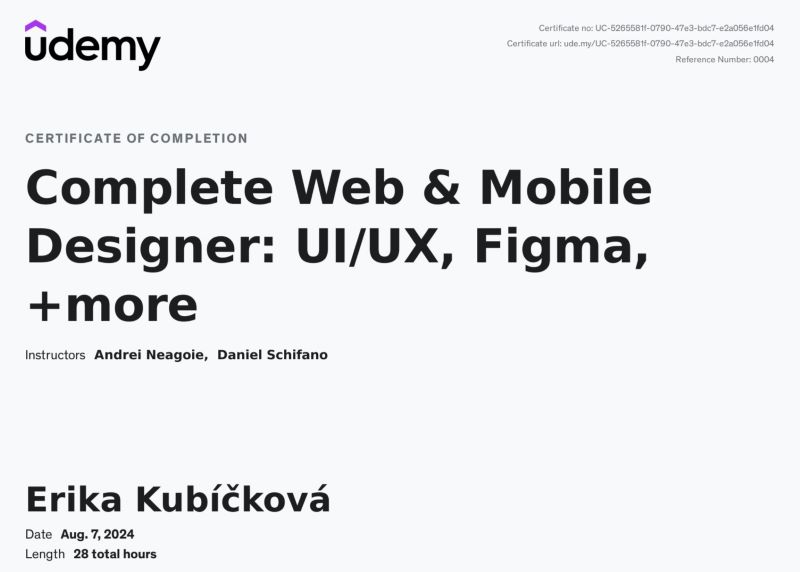 udemy
Certificate no: UC-5265581f-0790-47e3-bdc7-e2a056e1fd04
Certificate url: ude.my/UC-5265581f-0790-47e3-bdc7-e2a056e1fd04
Reference Number: 0004
CERTIFICATE OF COMPLETION
Complete Web & Mobile
Designer: UI/UX, Figma,
+more
Instructors Andrei Neagoie, Daniel Schifano
Erika Kubíčková
Date Aug. 7, 2024
Length 28 total hours